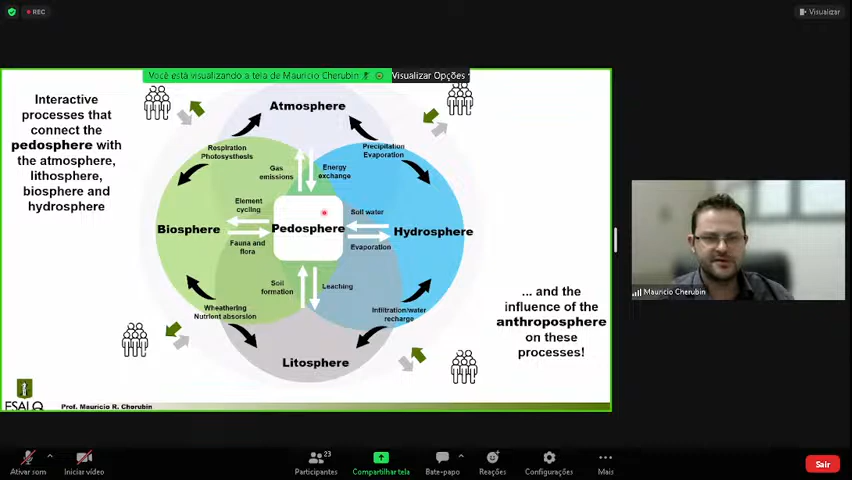 REC
Visualizar
Você está visualizando a tela de Mauricio Cherubin
Visualizar Opções
Interactive
processes that
connect the
pedosphere with
the atmosphere,
lithosphere,
biosphere and
hydrosphere
Atmosphere
Respiration
Photosysthesis
Precipitation
Evaporation
Gas
emissions
Energy
exchange
Element
cycling
Soil water
Biosphere
Pedosphere
Hydrosphere
Fauna and
flora
Evaporation
Soil
formation
Leaching
Wheathering
Nutrient absorsion
Infiltration/water
recharge
Litosphere
... and the
influence of the
anthroposphere
on these
processes!
ESALQ
Prof. Mauricio R. Cherubin
Mauricio Cherubin
Ativar som
Iniciar vídeo
23
Participantes
Compartilhar tela
Bate-papo
Reações
Configurações
Mais
Sair